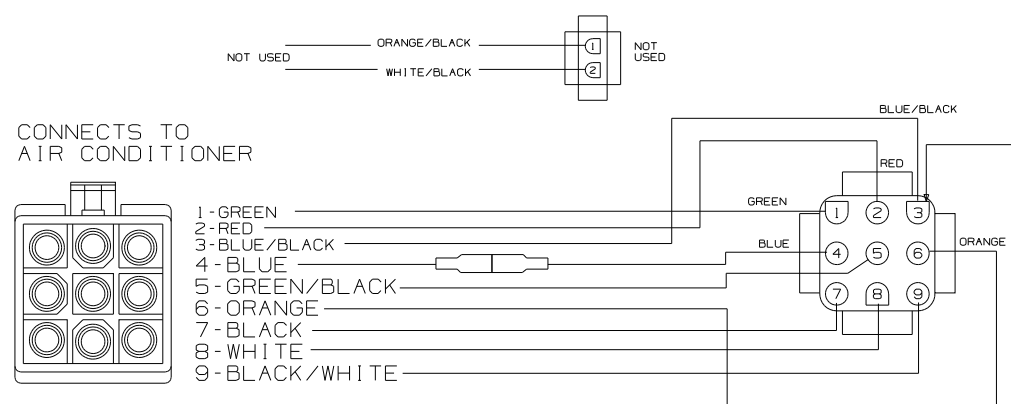 ORANGE/BLACK
NOT USED
WHITE/BLACK
1
2
NOT
USED
BLUE/BLACK
CONNECTS TO
AIR CONDITIONER
RED
GREEN
1-GREEN
2-RED
3-BLUE/BLACK
4-BLUE
5-GREEN/BLACK
6-ORANGE
7-BLACK
8-WHITE
9-BLACK/WHITE
1 2 3
BLUE
ORANGE
4 5 6
7 8 9